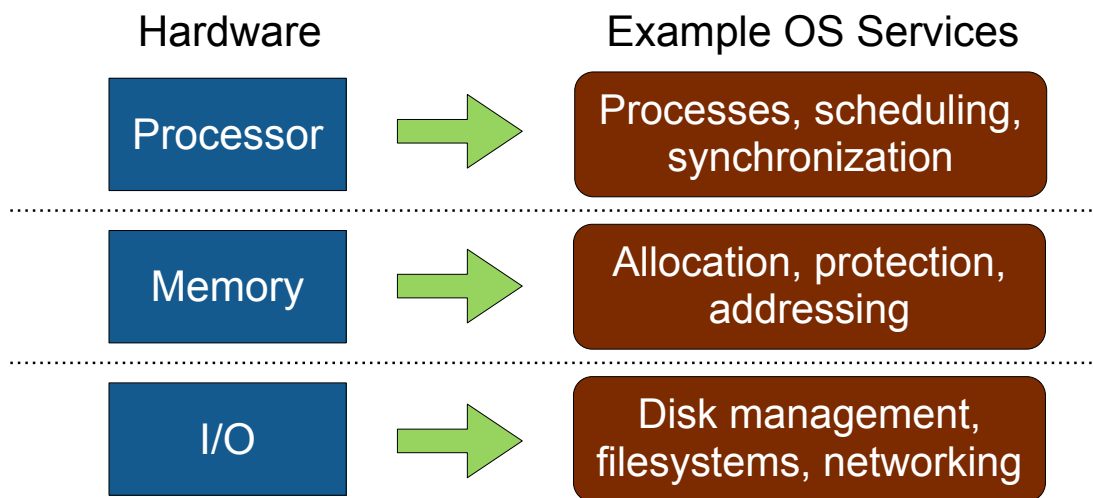 Hardware
Example OS Services
Processor
Processes, scheduling,
synchronization
Memory
Allocation, protection,
addressing
I/O
Disk management,
filesystems, networking